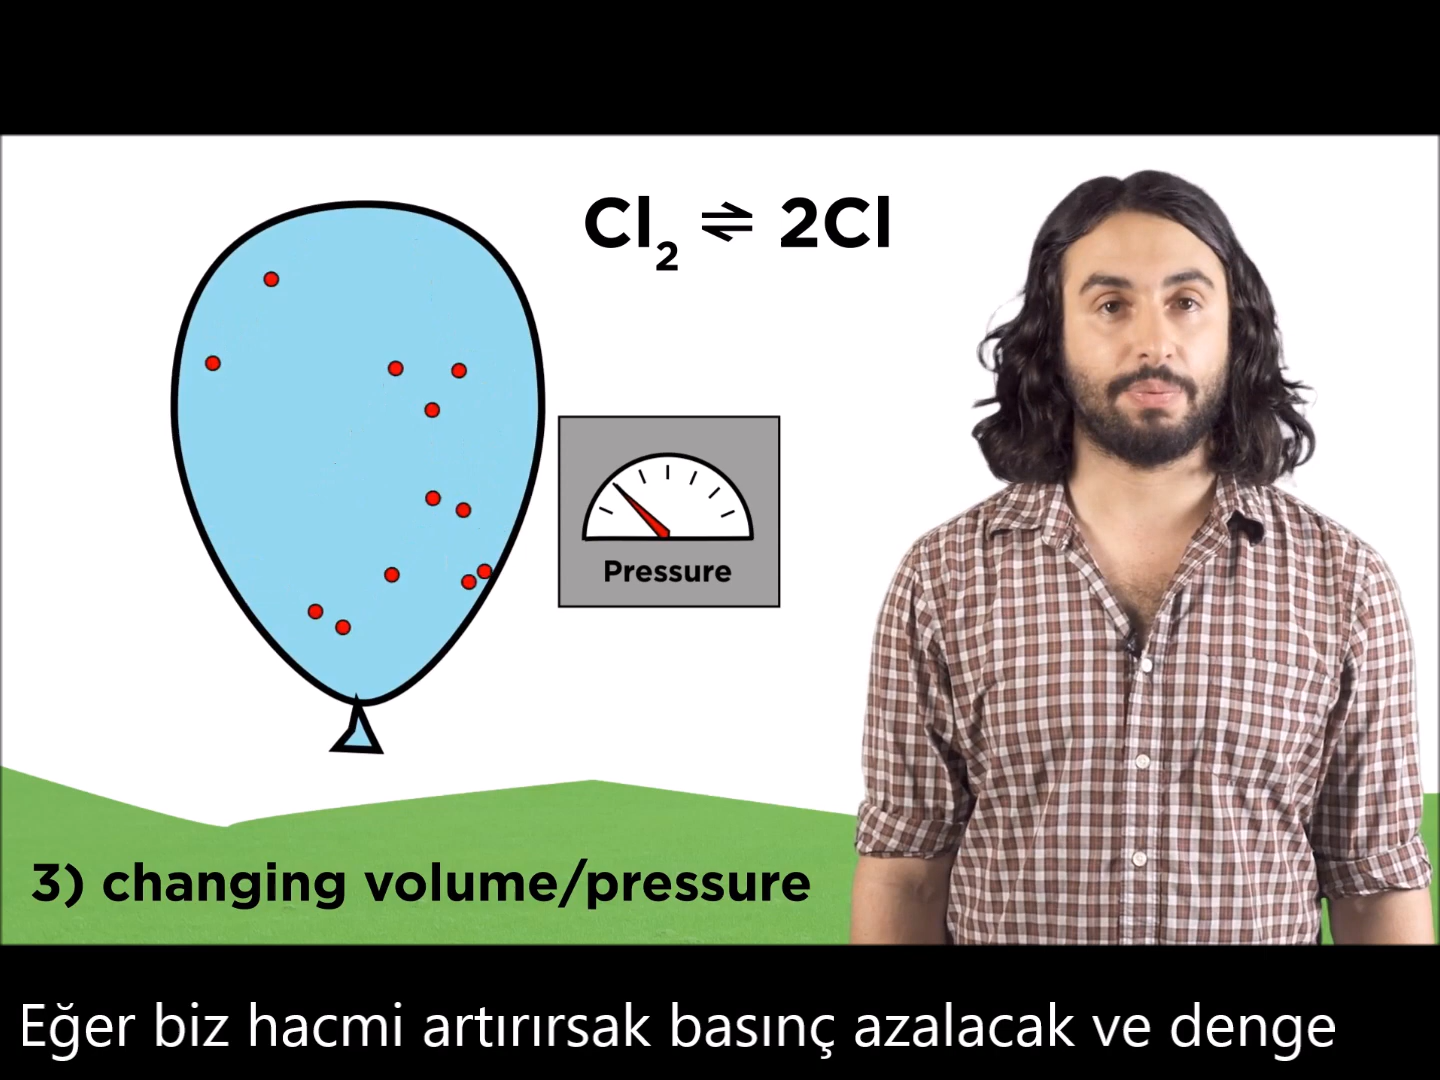 Cl₂ ⇌ 2Cl
Pressure
3) changing volume/pressure
Eğer biz hacmi artırırsak basınç azalacak ve denge